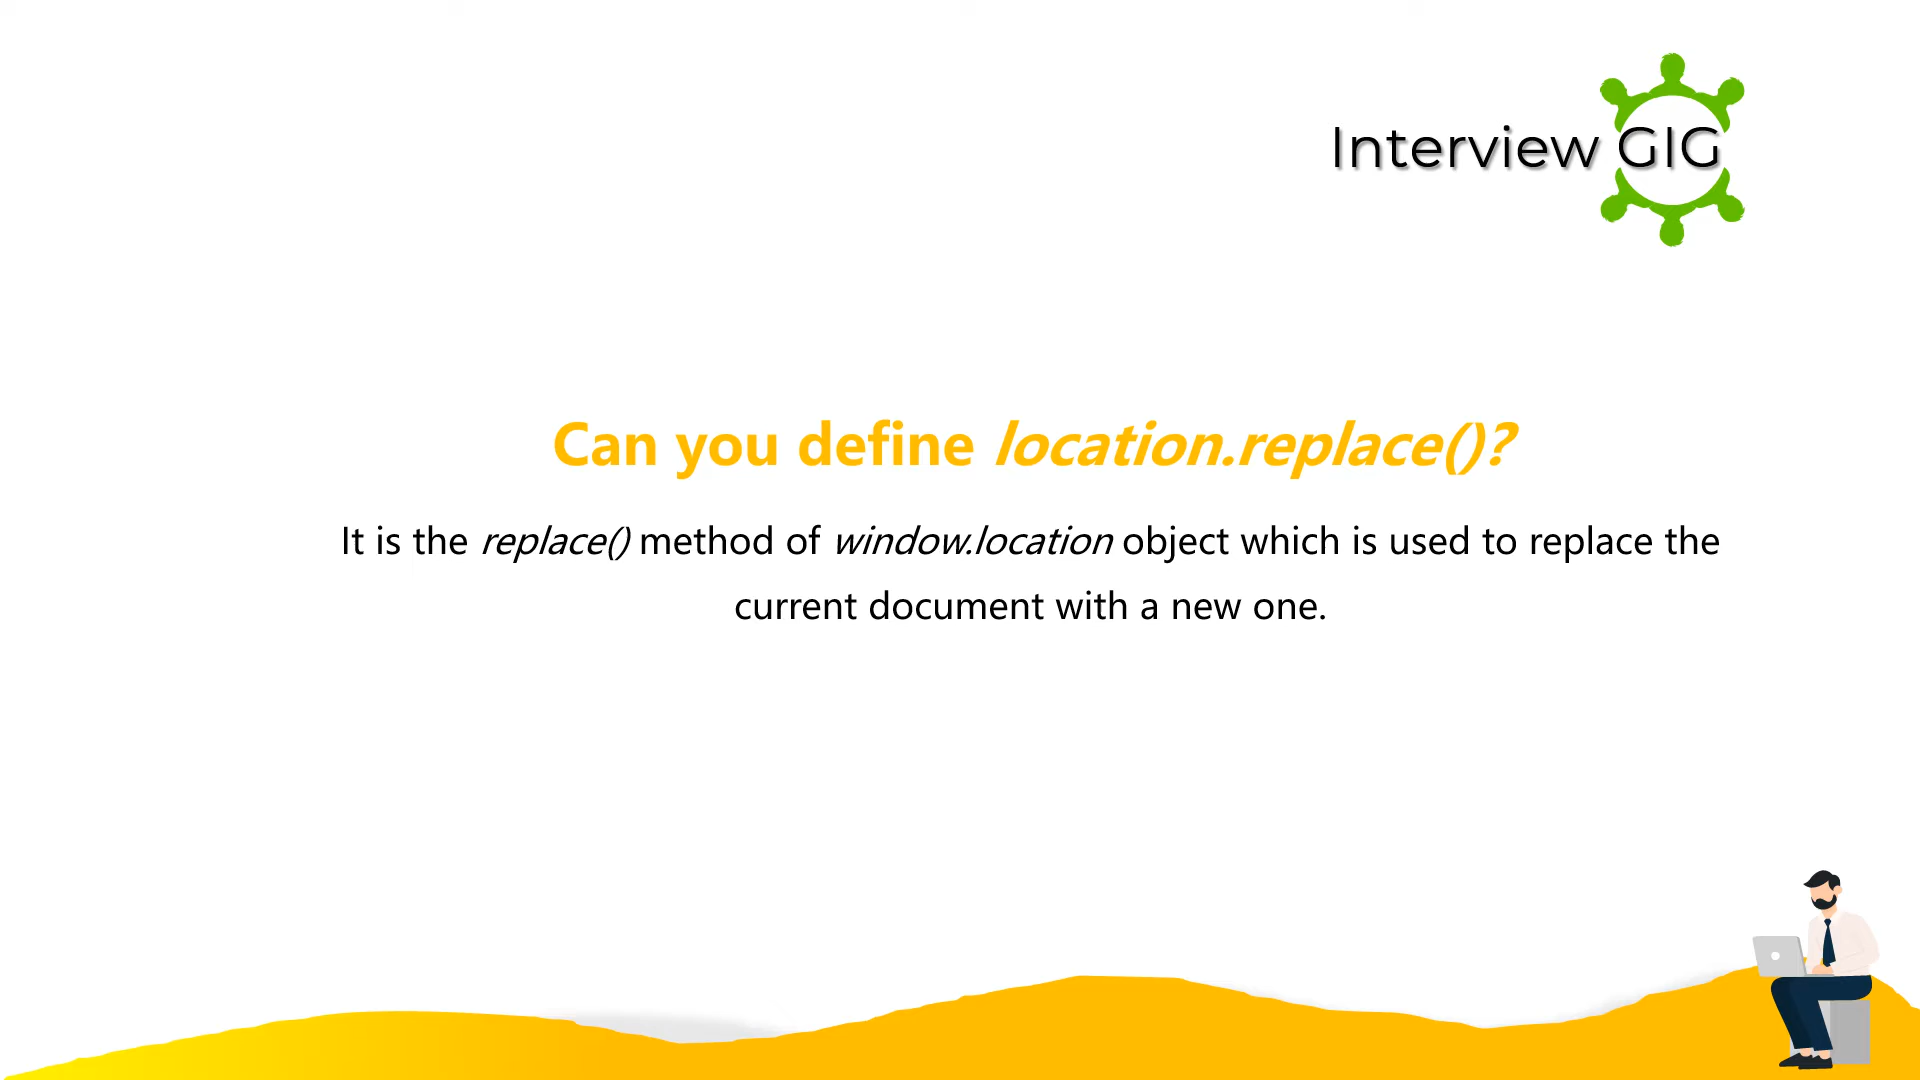 Interview GIG
Can you define location.replace()?
It is the replace() method of window.location object which is used to replace the
current document with a new one.